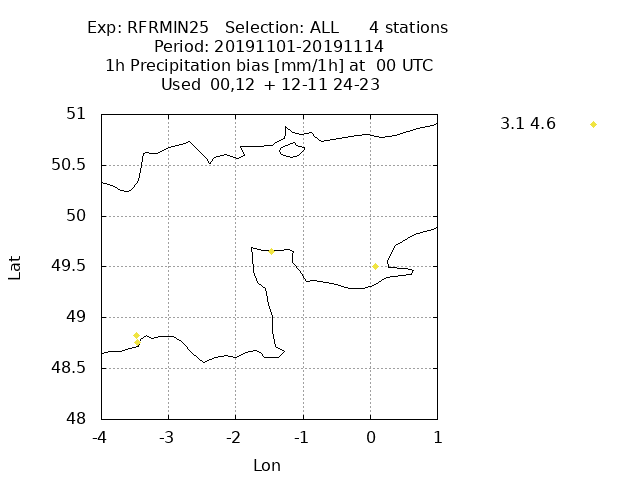 Exp: RFRMIN25 Selection: ALL 4 stations
Period: 20191101-20191114
1h Precipitation bias [mm/1h] at 00 UTC
Used 00,12 + 12-11 24-23
3.1 4.6
51
50.5
50
49.5
49
48.5
48
Lat
-4 -3 -2 -1 0 1
Lon